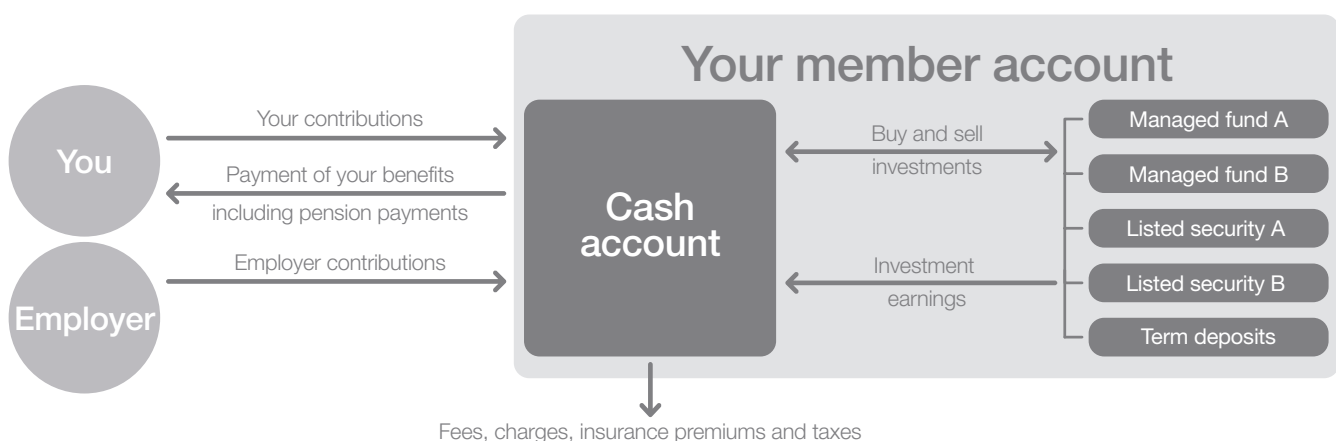 Your member account
You
Your contributions
Payment of your benefits
including pension payments
Employer contributions
Employer
Cash
account
Buy and sell
investments
Investment
earnings
Managed fund A
Managed fund B
Listed security A
Listed security B
Term deposits
Fees, charges, insurance premiums and taxes